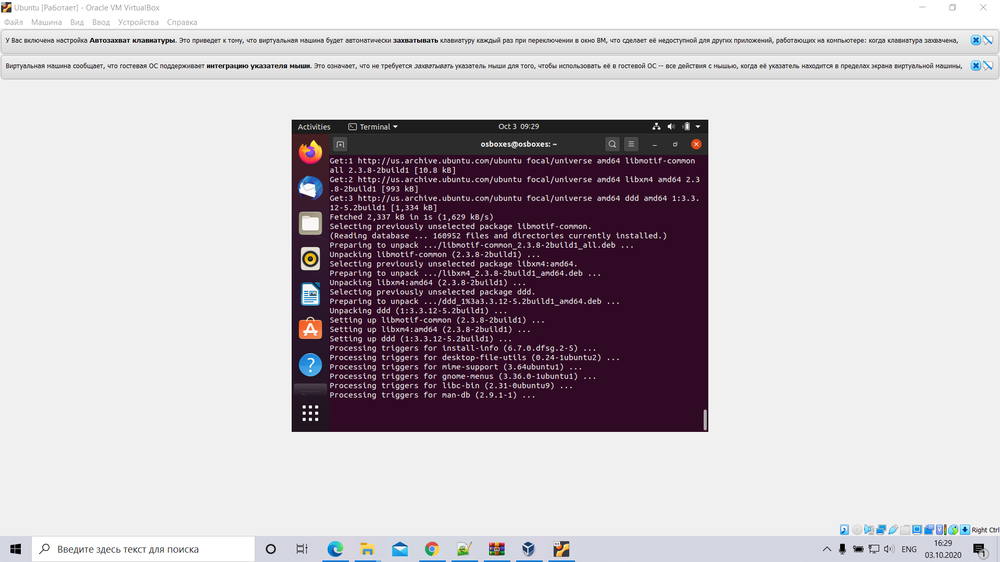 Ubuntu [Работает] - Oracle VM VirtualBox
Файл Машина Вид Ввод Устройства Справка
У Вас включена настройка Автозахват клавиатуры. Это приведет к тому, что виртуальная машина будет автоматически захватывать клавиатуру каждый раз при переключении в окно ВМ, что сделает её недоступной для других приложений, работающих на компьютере: когда клавиатура захвачена,
Виртуальная машина сообщает, что гостевая ОС поддерживает интеграцию указателя мыши. Это означает, что не требуется захватывать указатель мыши для того, чтобы использовать её в гостевой ОС -- все действия с мышью, когда её указатель находится в пределах экрана виртуальной машины,
Activities Terminal Oct 3 09:29
osboxes@osboxes: ~
Get:1 http://us.archive.ubuntu.com/ubuntu focal/universe amd64 libmotif-common
all 2.3.8-2build1 [10.8 kB]
Get:2 http://us.archive.ubuntu.com/ubuntu focal/universe amd64 libxm4 amd64 2.3
.8-2build1 [993 kB]
Get:3 http://us.archive.ubuntu.com/ubuntu focal/universe amd64 ddd amd64 1:3.3.
12-5.2build1 [1,334 kB]
Fetched 2,337 kB in 1s (1,629 kB/s)
Selecting previously unselected package libmotif-common.
(Reading database ... 160952 files and directories currently installed.)
Preparing to unpack .../libmotif-common_2.3.8-2build1_all.deb ...
Unpacking libmotif-common (2.3.8-2build1) ...
Selecting previously unselected package libxm4:amd64.
Preparing to unpack .../libxm4_2.3.8-2build1_amd64.deb ...
Unpacking libxm4:amd64 (2.3.8-2build1) ...
Selecting previously unselected package ddd.
Preparing to unpack .../ddd_1%3a3.3.12-5.2build1_amd64.deb ...
Unpacking ddd (1:3.3.12-5.2build1) ...
Setting up libmotif-common (2.3.8-2build1) ...
Setting up libxm4:amd64 (2.3.8-2build1) ...
Setting up ddd (1:3.3.12-5.2build1) ...
Processing triggers for install-info (6.7.0.dfsg.2-5) ...
Processing triggers for desktop-file-utils (0.24-1ubuntu2) ...
Processing triggers for mime-support (3.64ubuntu1) ...
Processing triggers for gnome-menus (3.36.0-1ubuntu1) ...
Processing triggers for libc-bin (2.31-0ubuntu9) ...
Processing triggers for man-db (2.9.1-1) ...
Right Ctrl
Введите здесь текст для поиска
64
ENG
16:29
03.10.2020
1